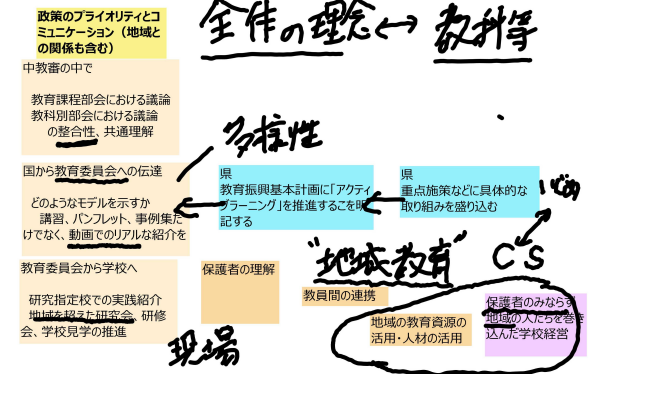 政策のプライオリティとコ
ミュニケーション（地域と
の関係も含む）
全体の理念 ↔ 教科等
中教審の中で
教育課程部会における議論
教科別部会における議論
の整合性、共通理解
多様性
国から教育委員会への伝達
どのようなモデルを示すか
講習、パンフレット、事例集だ
けでなく、動画でのリアルな紹介を
県
教育振興基本計画に「アクティ
ブラーニング」を推進するこを明
記する
県
重点施策などに具体的な
取り組みを盛り込む
CS
"地域教育"
教育委員会から学校へ
研究指定校での実践紹介
地域を超えた研究会、研修
会、学校見学の推進
保護者の理解
教員間の連携
地域の教育資源の
活用・人材の活用
保護者のみならず
地域の人たちを巻き
込んだ学校経営
現場